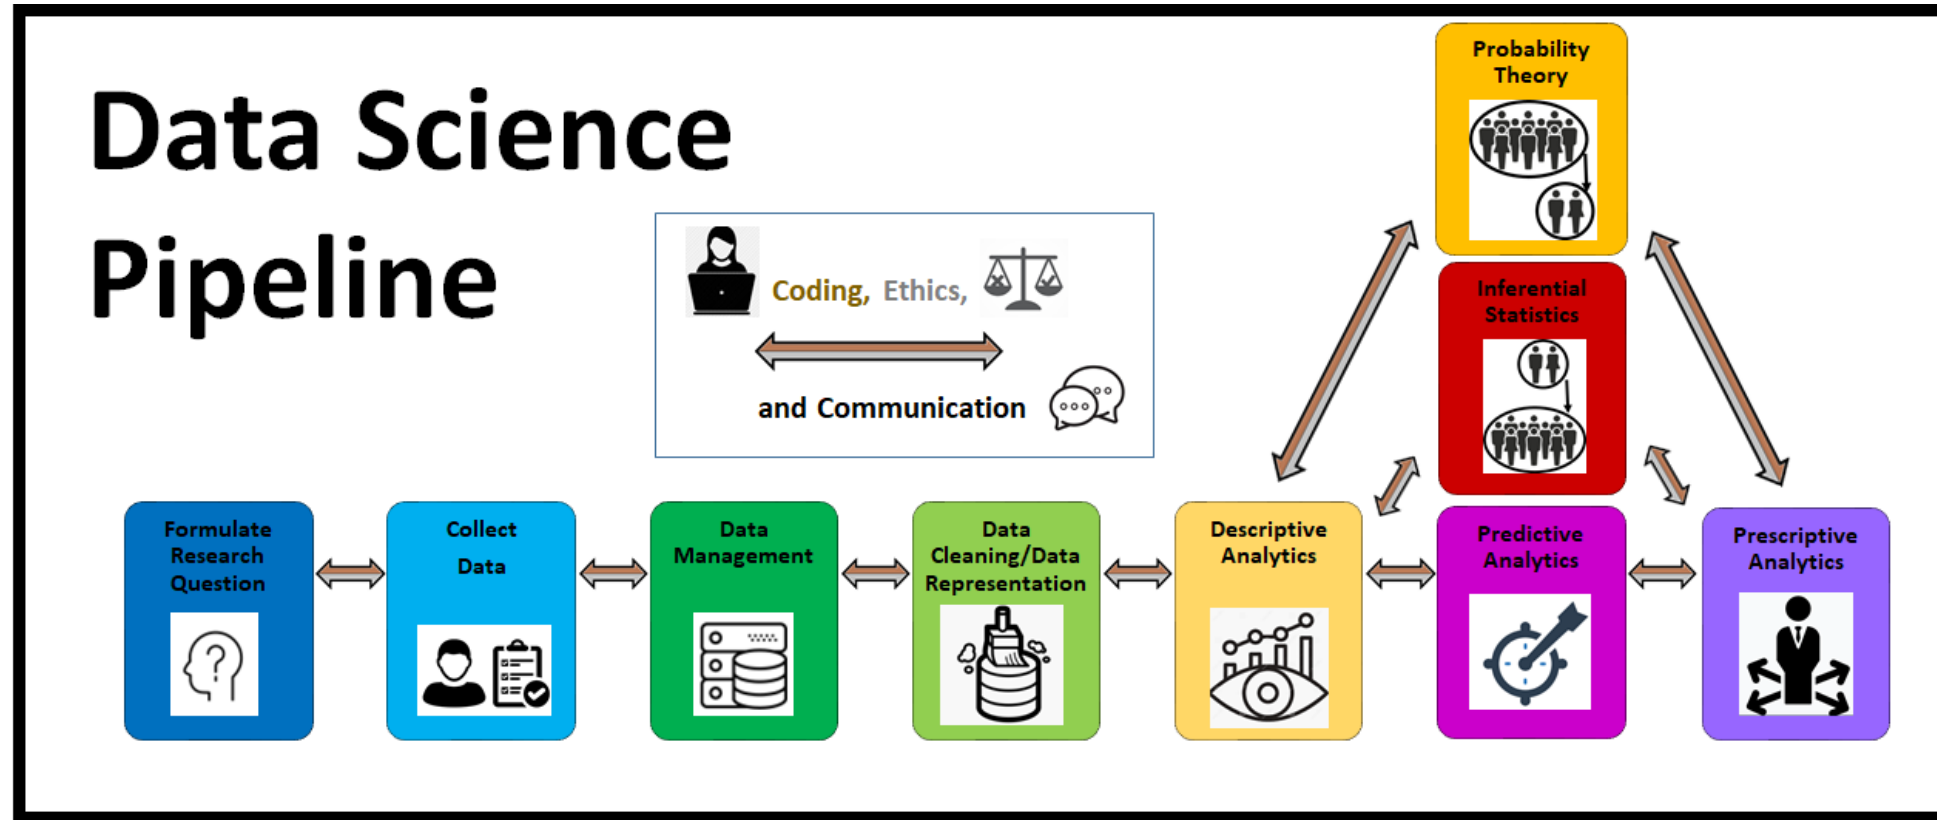 Data Science
Pipeline
Coding, Ethics,
and Communication
Probability
Theory
Inferential
Statistics
Formulate
Research
Question
Collect
Data
Data
Management
Data
Cleaning/Data
Representation
Descriptive
Analytics
Predictive
Analytics
Prescriptive
Analytics